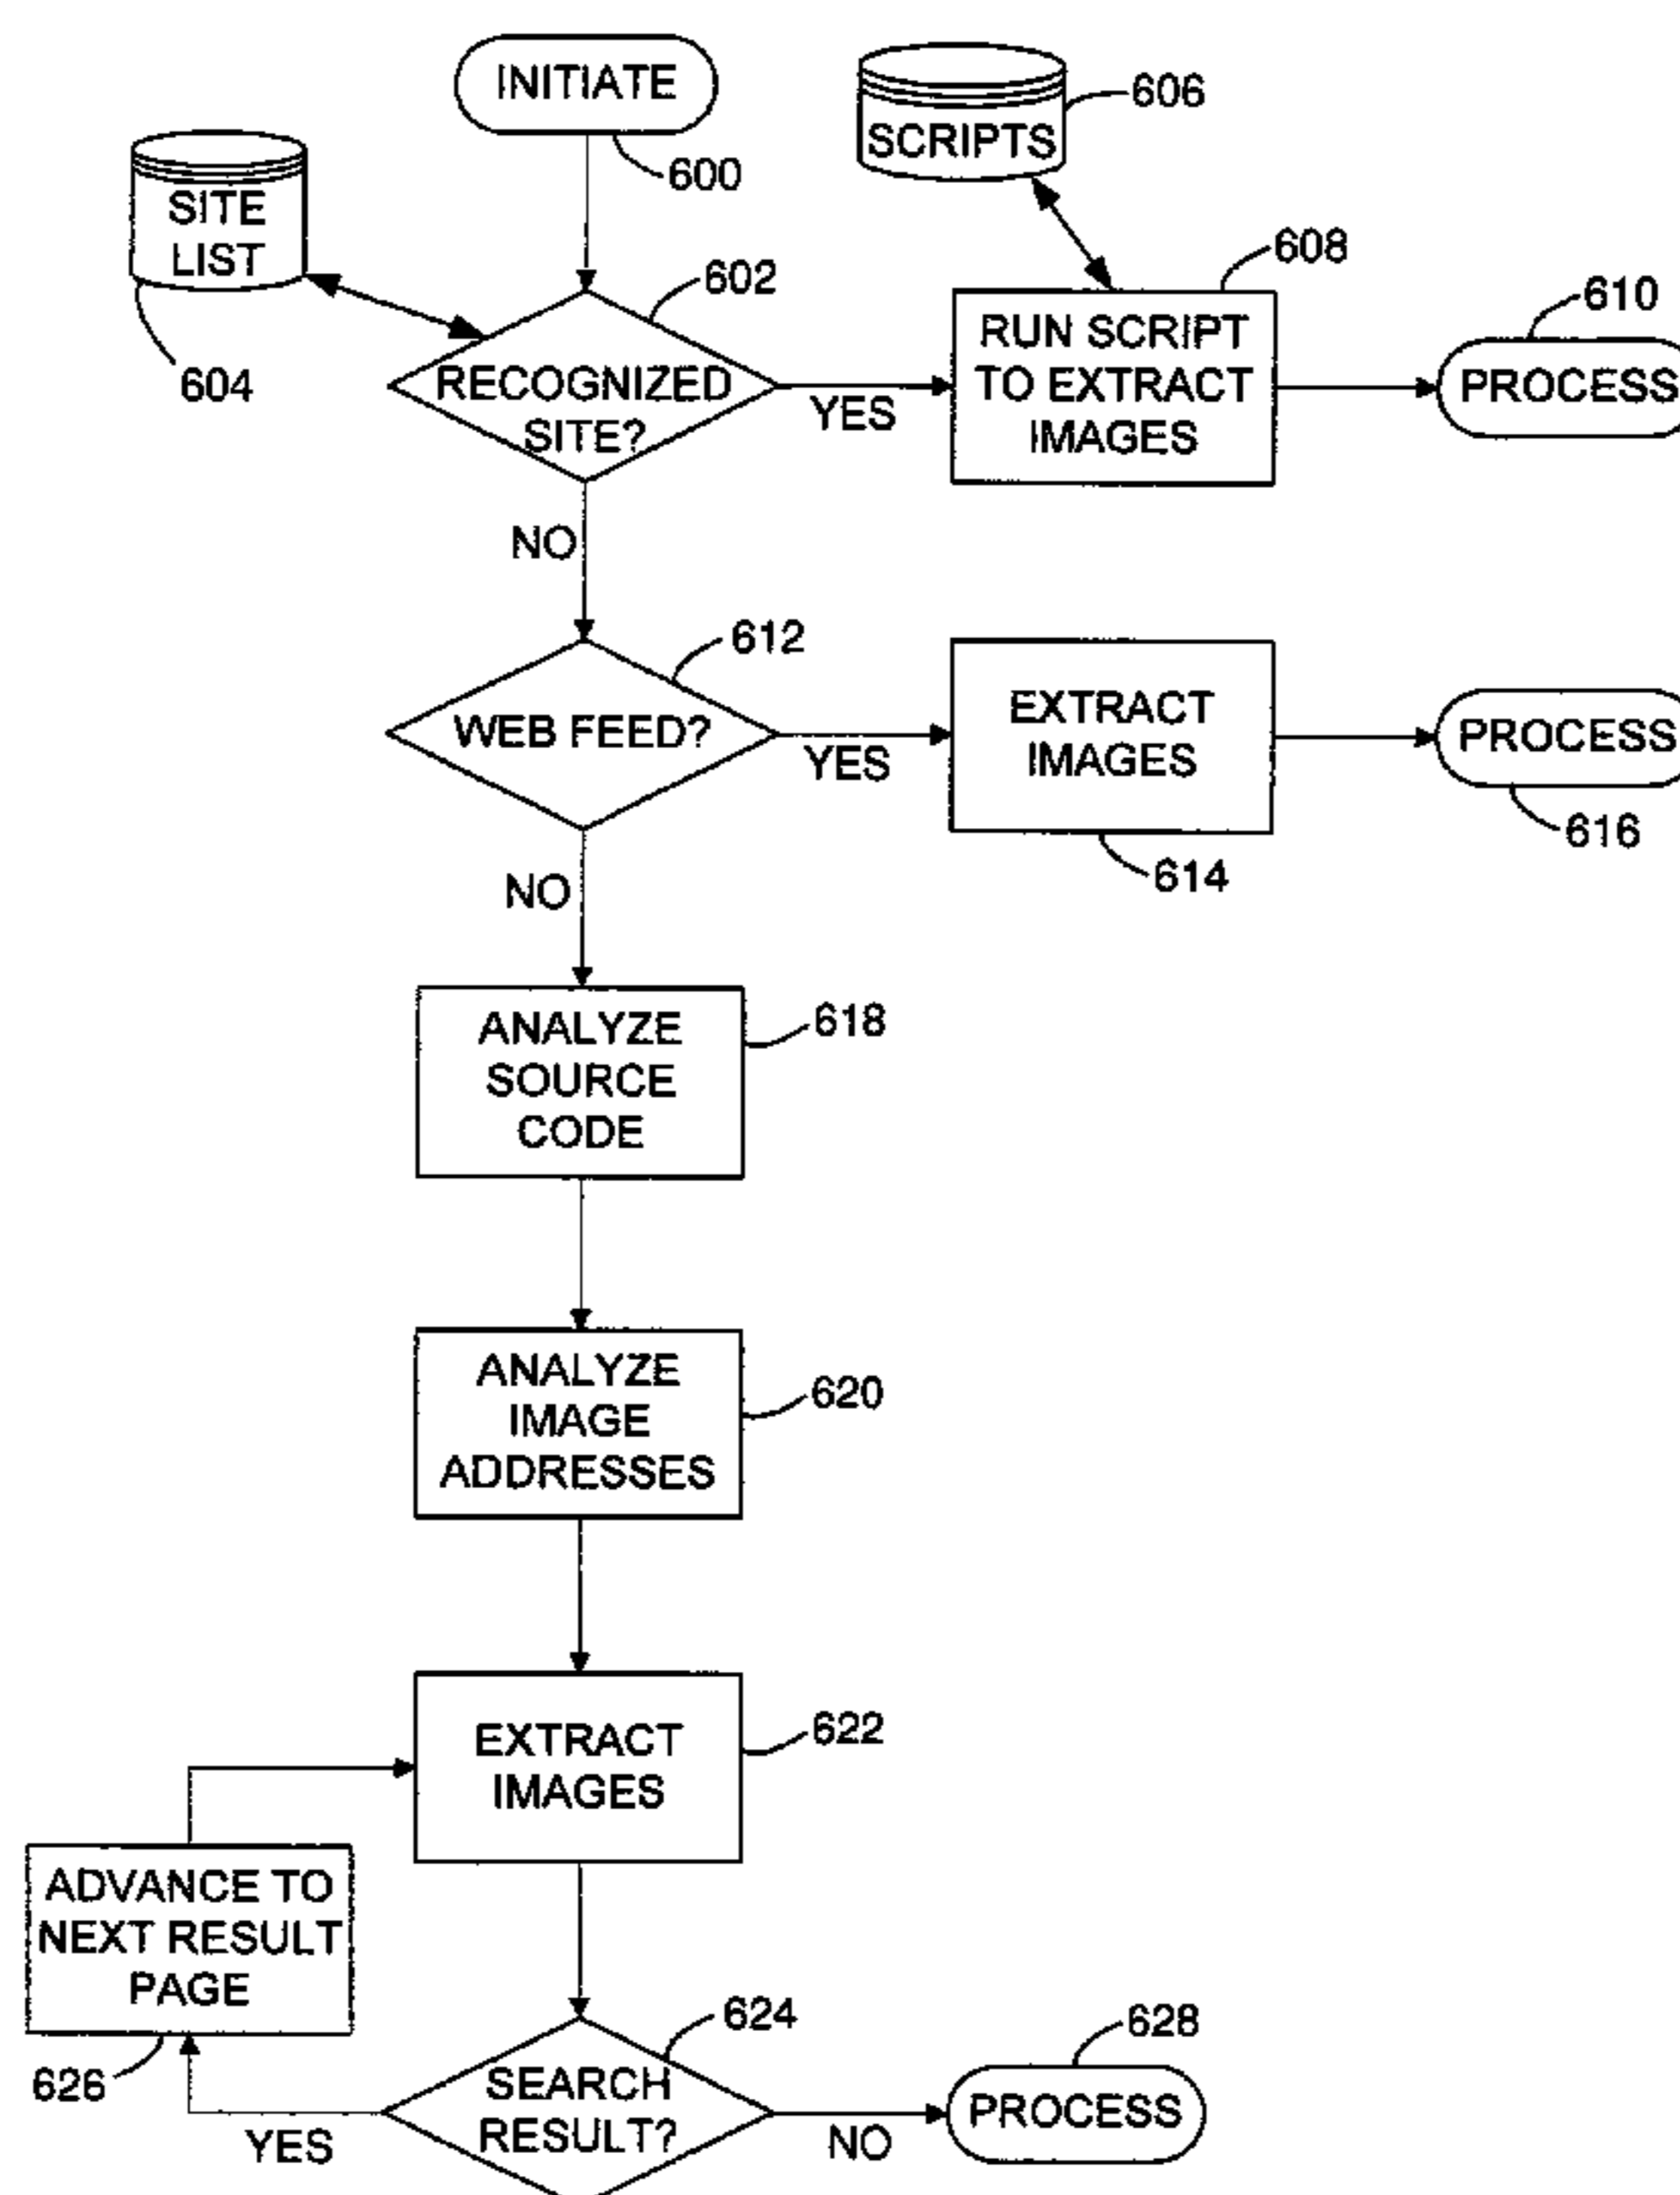 INITIATE
600
SCRIPTS
606
SITE
LIST
604
602
RECOGNIZED
SITE?
YES
608
RUN SCRIPT
TO EXTRACT
IMAGES
610
PROCESS
NO
612
WEB FEED?
YES
EXTRACT
IMAGES
614
PROCESS
616
NO
ANALYZE
SOURCE
CODE
618
ANALYZE
IMAGE
ADDRESSES
620
EXTRACT
IMAGES
622
ADVANCE TO
NEXT RESULT
PAGE
626
624
SEARCH
RESULT?
YES
NO
628
PROCESS